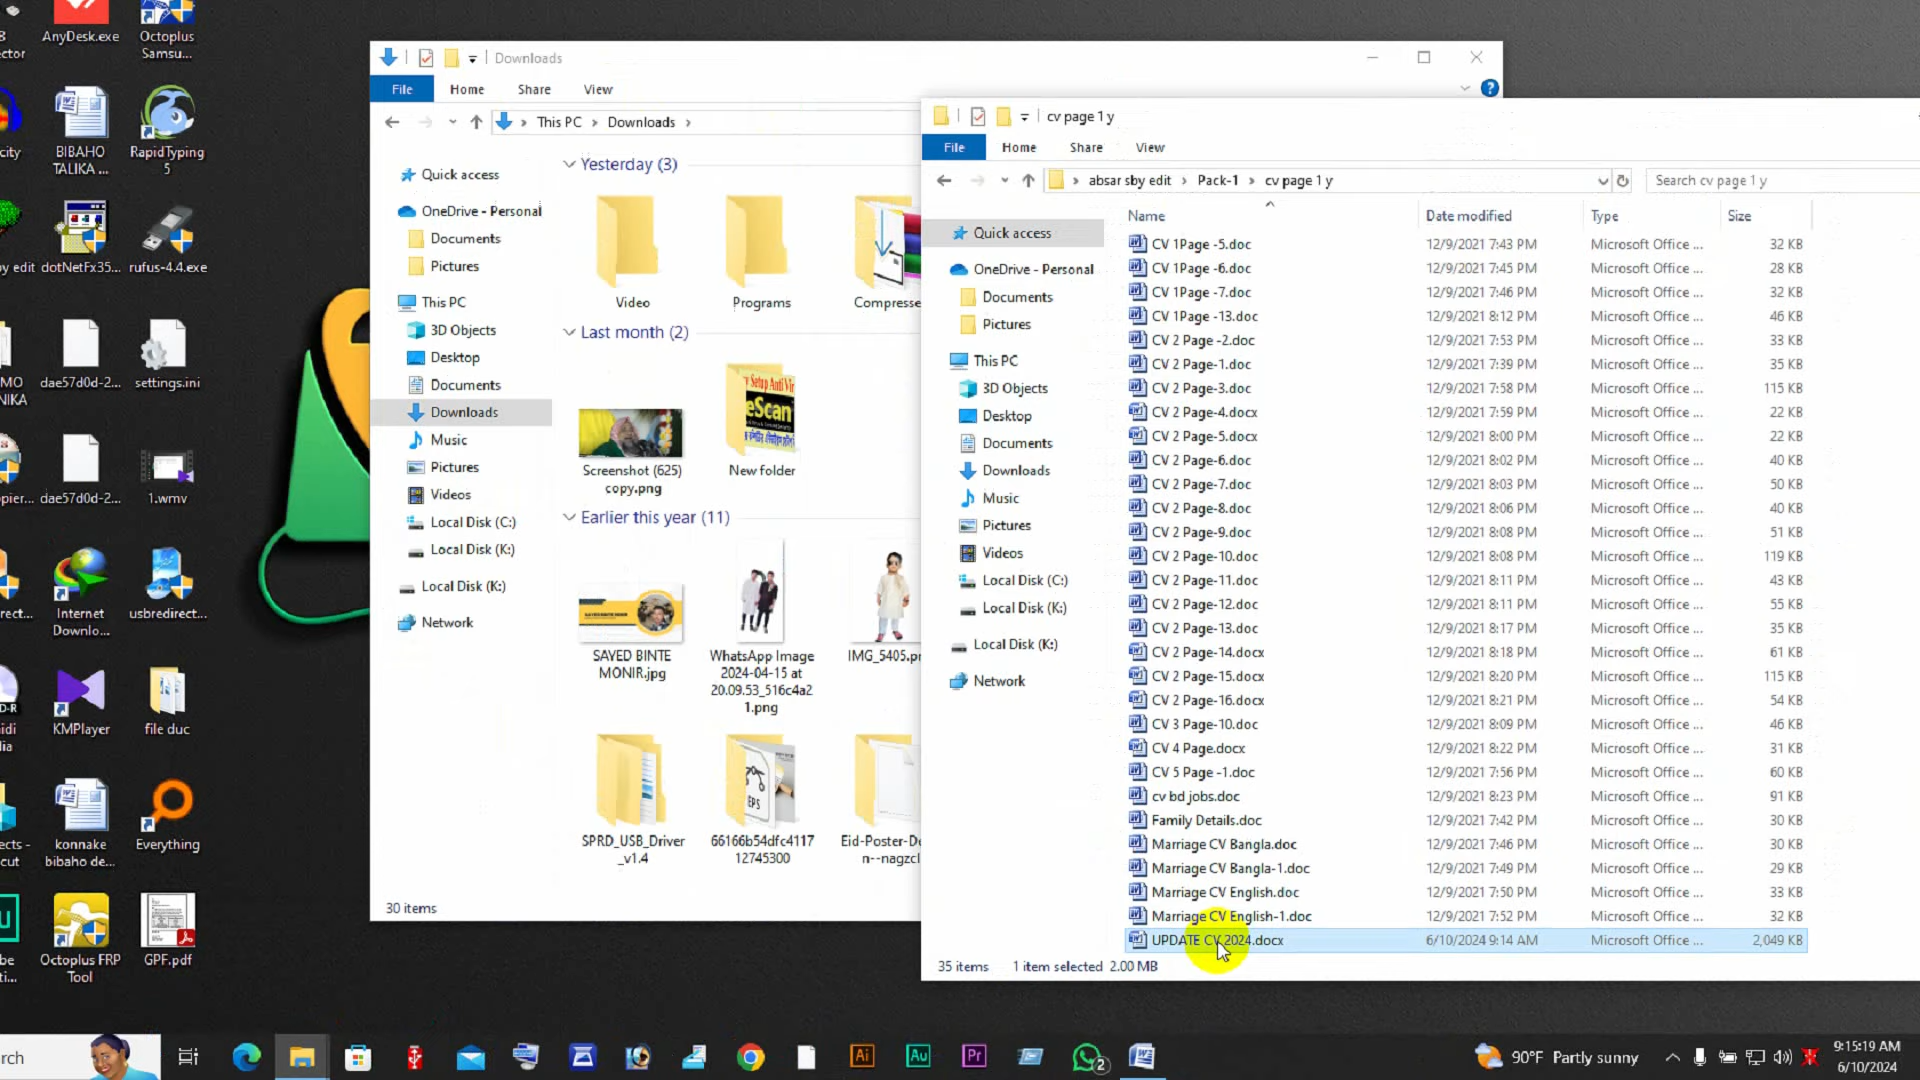 AnyDesk.exe
Octoplus
Samsu...
ctor
BIBAHO
TALIKA ...
RapidTyping
5
city
y edit
dotNetFx35...
rufus-4.4.exe
MO
NIKA
dae57d0d-2...
settings.ini
pier...
dae57d0d-2...
1.wmv
rect...
Internet
Downlo...
usbredirect...
D-R
idi
lia
KMPlayer
file duc
ects -
cut
konnake
bibaho de...
Everything
be
ti...
Octoplus FRP
Tool
GPF.pdf
Downloads
File
Home
Share
View
This PC
Downloads
Quick access
OneDrive - Personal
Documents
Pictures
This PC
3D Objects
Desktop
Documents
Downloads
Music
Pictures
Videos
Local Disk (C:)
Local Disk (K:)
Local Disk (K:)
Network
Yesterday (3)
Video
Programs
Compresse
Last month (2)
Screenshot (625)
copy.png
New folder
Earlier this year (11)
SAYED BINTE
MONIR.jpg
WhatsApp Image
2024-04-15 at
20.09.53_516c4a2
1.png
IMG_5405.pr
SPRD_USB_Driver
_v1.4
66166b54dfc4117
12745300
Eid-Poster-De
n--nagzcl
30 items
cv page 1 y
File
Home
Share
View
absar sby edit
Pack-1
cv page 1 y
Search cv page 1 y
Quick access
OneDrive - Personal
Documents
Pictures
This PC
3D Objects
Desktop
Documents
Downloads
Music
Pictures
Videos
Local Disk (C:)
Local Disk (K:)
Local Disk (K:)
Network
Name Date modified Type Size
CV 1Page -5.doc 12/9/2021 7:43 PM Microsoft Office ... 32 KB
CV 1Page -6.doc 12/9/2021 7:45 PM Microsoft Office ... 28 KB
CV 1Page -7.doc 12/9/2021 7:46 PM Microsoft Office ... 32 KB
CV 1Page -13.doc 12/9/2021 8:12 PM Microsoft Office ... 46 KB
CV 2 Page -2.doc 12/9/2021 7:53 PM Microsoft Office ... 33 KB
CV 2 Page-1.doc 12/9/2021 7:39 PM Microsoft Office ... 35 KB
CV 2 Page-3.doc 12/9/2021 7:58 PM Microsoft Office ... 115 KB
CV 2 Page-4.docx 12/9/2021 7:59 PM Microsoft Office ... 22 KB
CV 2 Page-5.docx 12/9/2021 8:00 PM Microsoft Office ... 22 KB
CV 2 Page-6.doc 12/9/2021 8:02 PM Microsoft Office ... 40 KB
CV 2 Page-7.doc 12/9/2021 8:03 PM Microsoft Office ... 50 KB
CV 2 Page-8.doc 12/9/2021 8:06 PM Microsoft Office ... 40 KB
CV 2 Page-9.doc 12/9/2021 8:08 PM Microsoft Office ... 51 KB
CV 2 Page-10.doc 12/9/2021 8:08 PM Microsoft Office ... 119 KB
CV 2 Page-11.doc 12/9/2021 8:11 PM Microsoft Office ... 43 KB
CV 2 Page-12.doc 12/9/2021 8:11 PM Microsoft Office ... 55 KB
CV 2 Page-13.doc 12/9/2021 8:17 PM Microsoft Office ... 35 KB
CV 2 Page-14.docx 12/9/2021 8:18 PM Microsoft Office ... 61 KB
CV 2 Page-15.docx 12/9/2021 8:20 PM Microsoft Office ... 115 KB
CV 2 Page-16.docx 12/9/2021 8:21 PM Microsoft Office ... 54 KB
CV 3 Page-10.doc 12/9/2021 8:09 PM Microsoft Office ... 46 KB
CV 4 Page.docx 12/9/2021 8:22 PM Microsoft Office ... 31 KB
CV 5 Page -1.doc 12/9/2021 7:56 PM Microsoft Office ... 60 KB
cv bd jobs.doc 12/9/2021 8:23 PM Microsoft Office ... 91 KB
Family Details.doc 12/9/2021 7:42 PM Microsoft Office ... 30 KB
Marriage CV Bangla.doc 12/9/2021 7:46 PM Microsoft Office ... 30 KB
Marriage CV Bangla-1.doc 12/9/2021 7:49 PM Microsoft Office ... 29 KB
Marriage CV English.doc 12/9/2021 7:50 PM Microsoft Office ... 33 KB
Marriage CV English-1.doc 12/9/2021 7:52 PM Microsoft Office ... 32 KB
UPDATE CV 2024.docx 6/10/2024 9:14 AM Microsoft Office ... 2,049 KB
35 items 1 item selected 2.00 MB
rch
Ai
Au
Pr
2
90°F Partly sunny
9:15:19 AM
6/10/2024